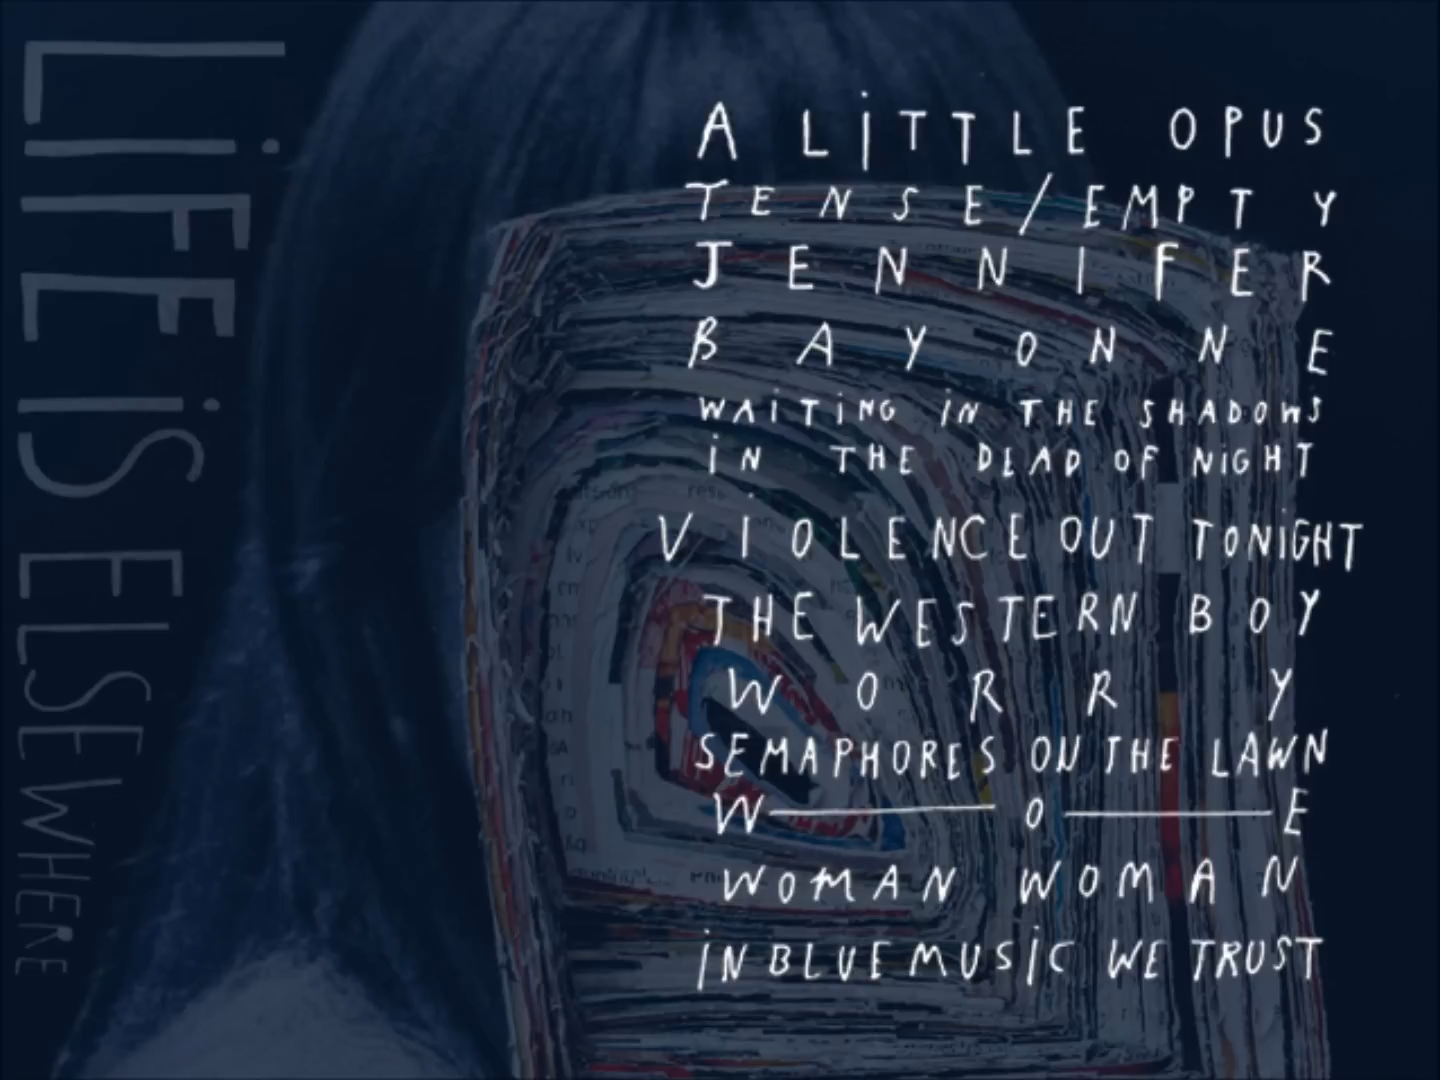 LiFE iS ELSEWHERE
A LiTTLE OPUS
TENSE/EMPTY
JENNIFER
BAYONNE
WAiTiNG IN THE SHADOWS
iN THE DEAD OF NiGHT
ViOLENCE OUT TONiGHT
THE WESTERN BOY
WORRY
SEMAPHORES ON THE LAWN
W——O——E
WOMAN WOMAN
iN BLUE MUSiC WE TRUST